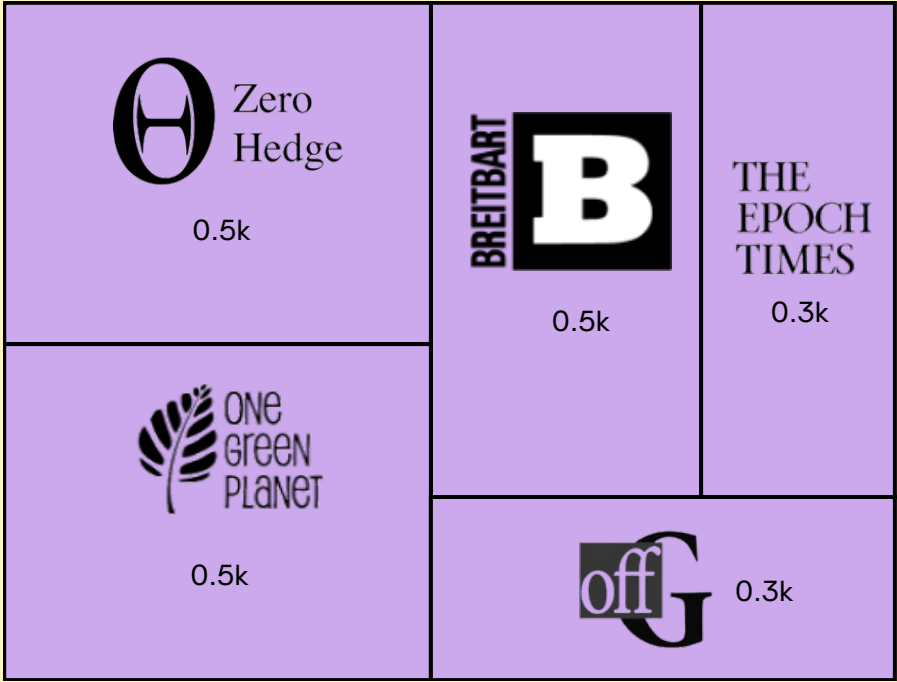 Zero
Hedge
0.5k
BREITBART
B
0.5k
THE
EPOCH
TIMES
0.3k
ONE
GREEN
PLANET
0.5k
off
G
0.3k